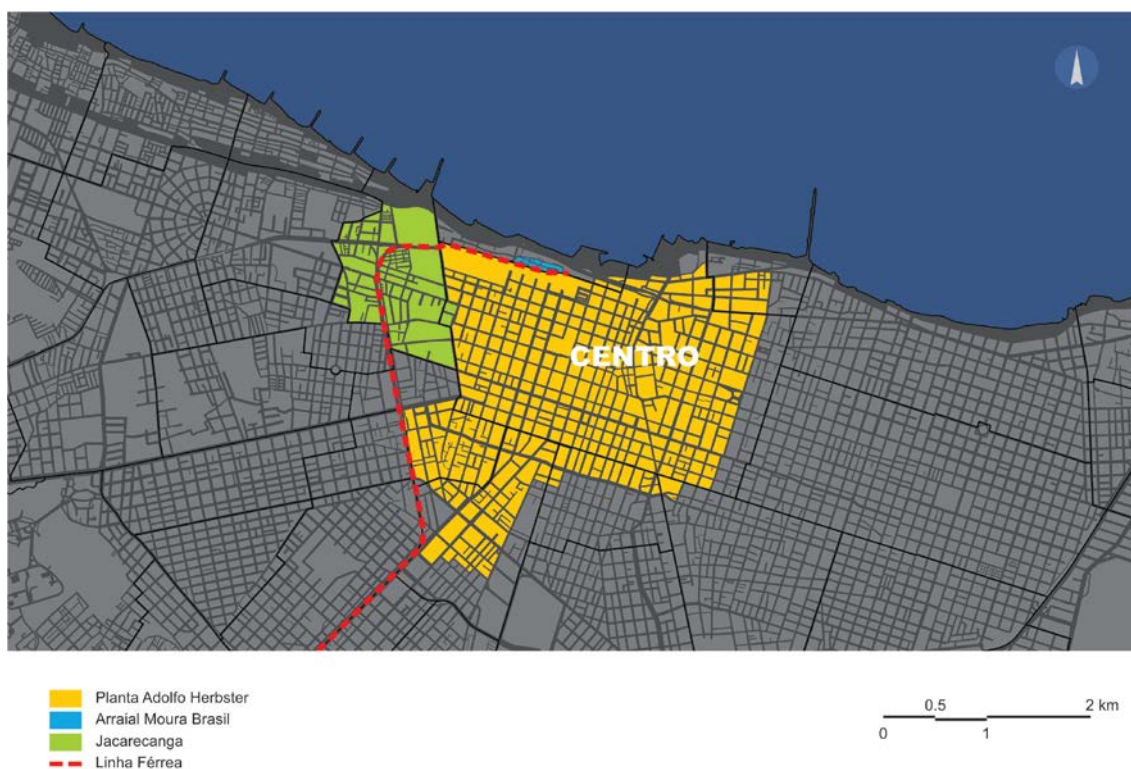 CENTRO
Planta Adolfo Herbster
Arraial Moura Brasil
Jacarecanga
Linha Férrea
0.5 2 km
0 1